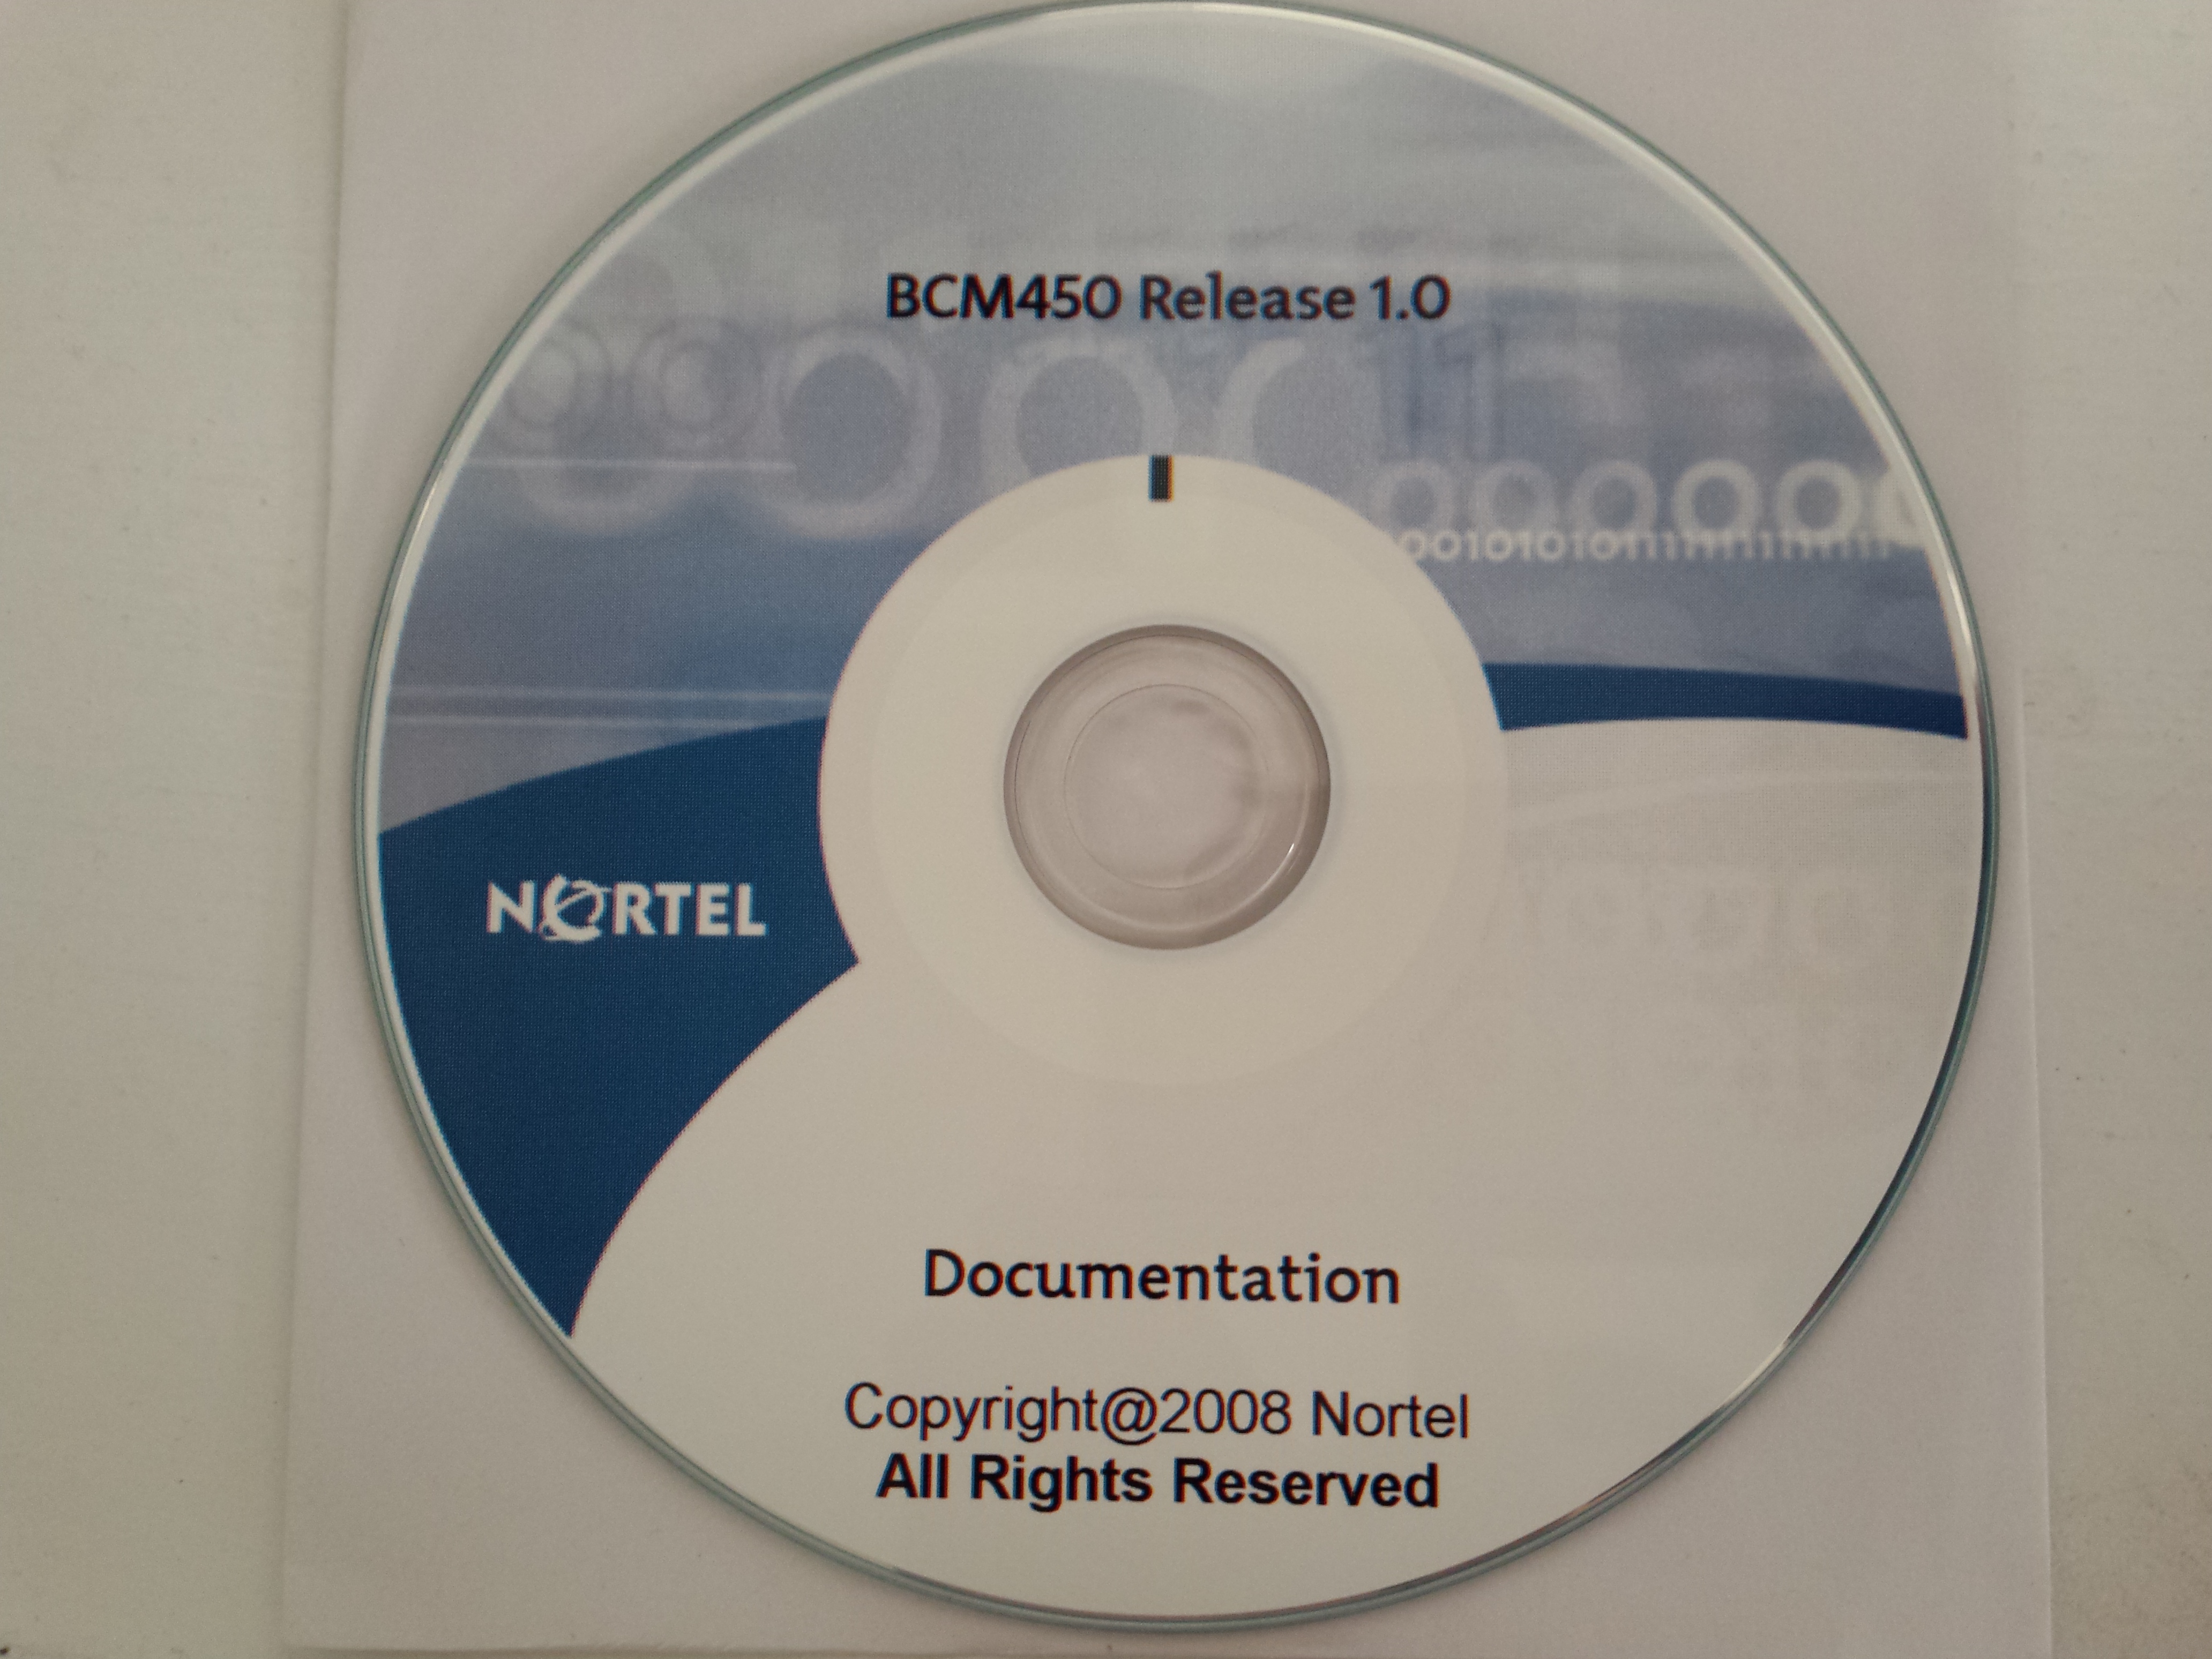 BCM450 Release 1.0
NORTEL
Documentation
Copyright@2008 Nortel
All Rights Reserved